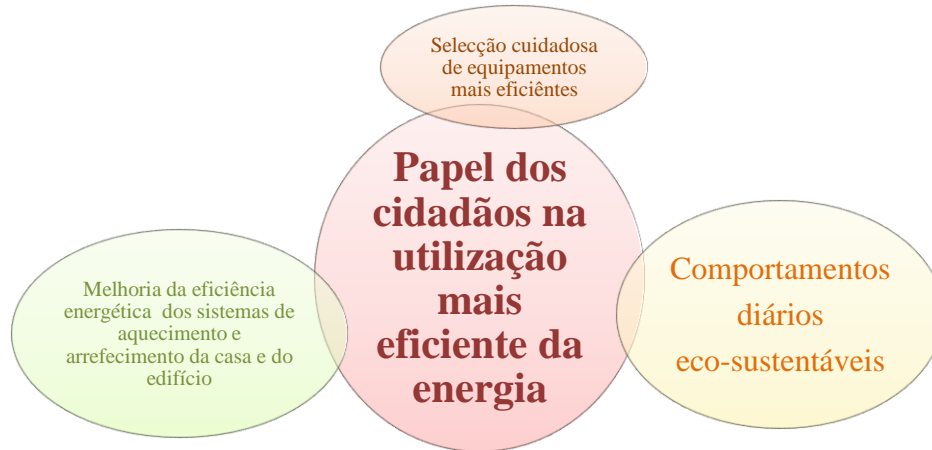 Selecção cuidadosa
de equipamentos
mais eficiêntes
Papel dos
cidadãos na
utilização
mais
eficiente da
energia
Melhoria da eficiência
energética dos sistemas de
aquecimento e
arrefecimento da casa e do
edifício
Comportamentos
diários
eco-sustentáveis